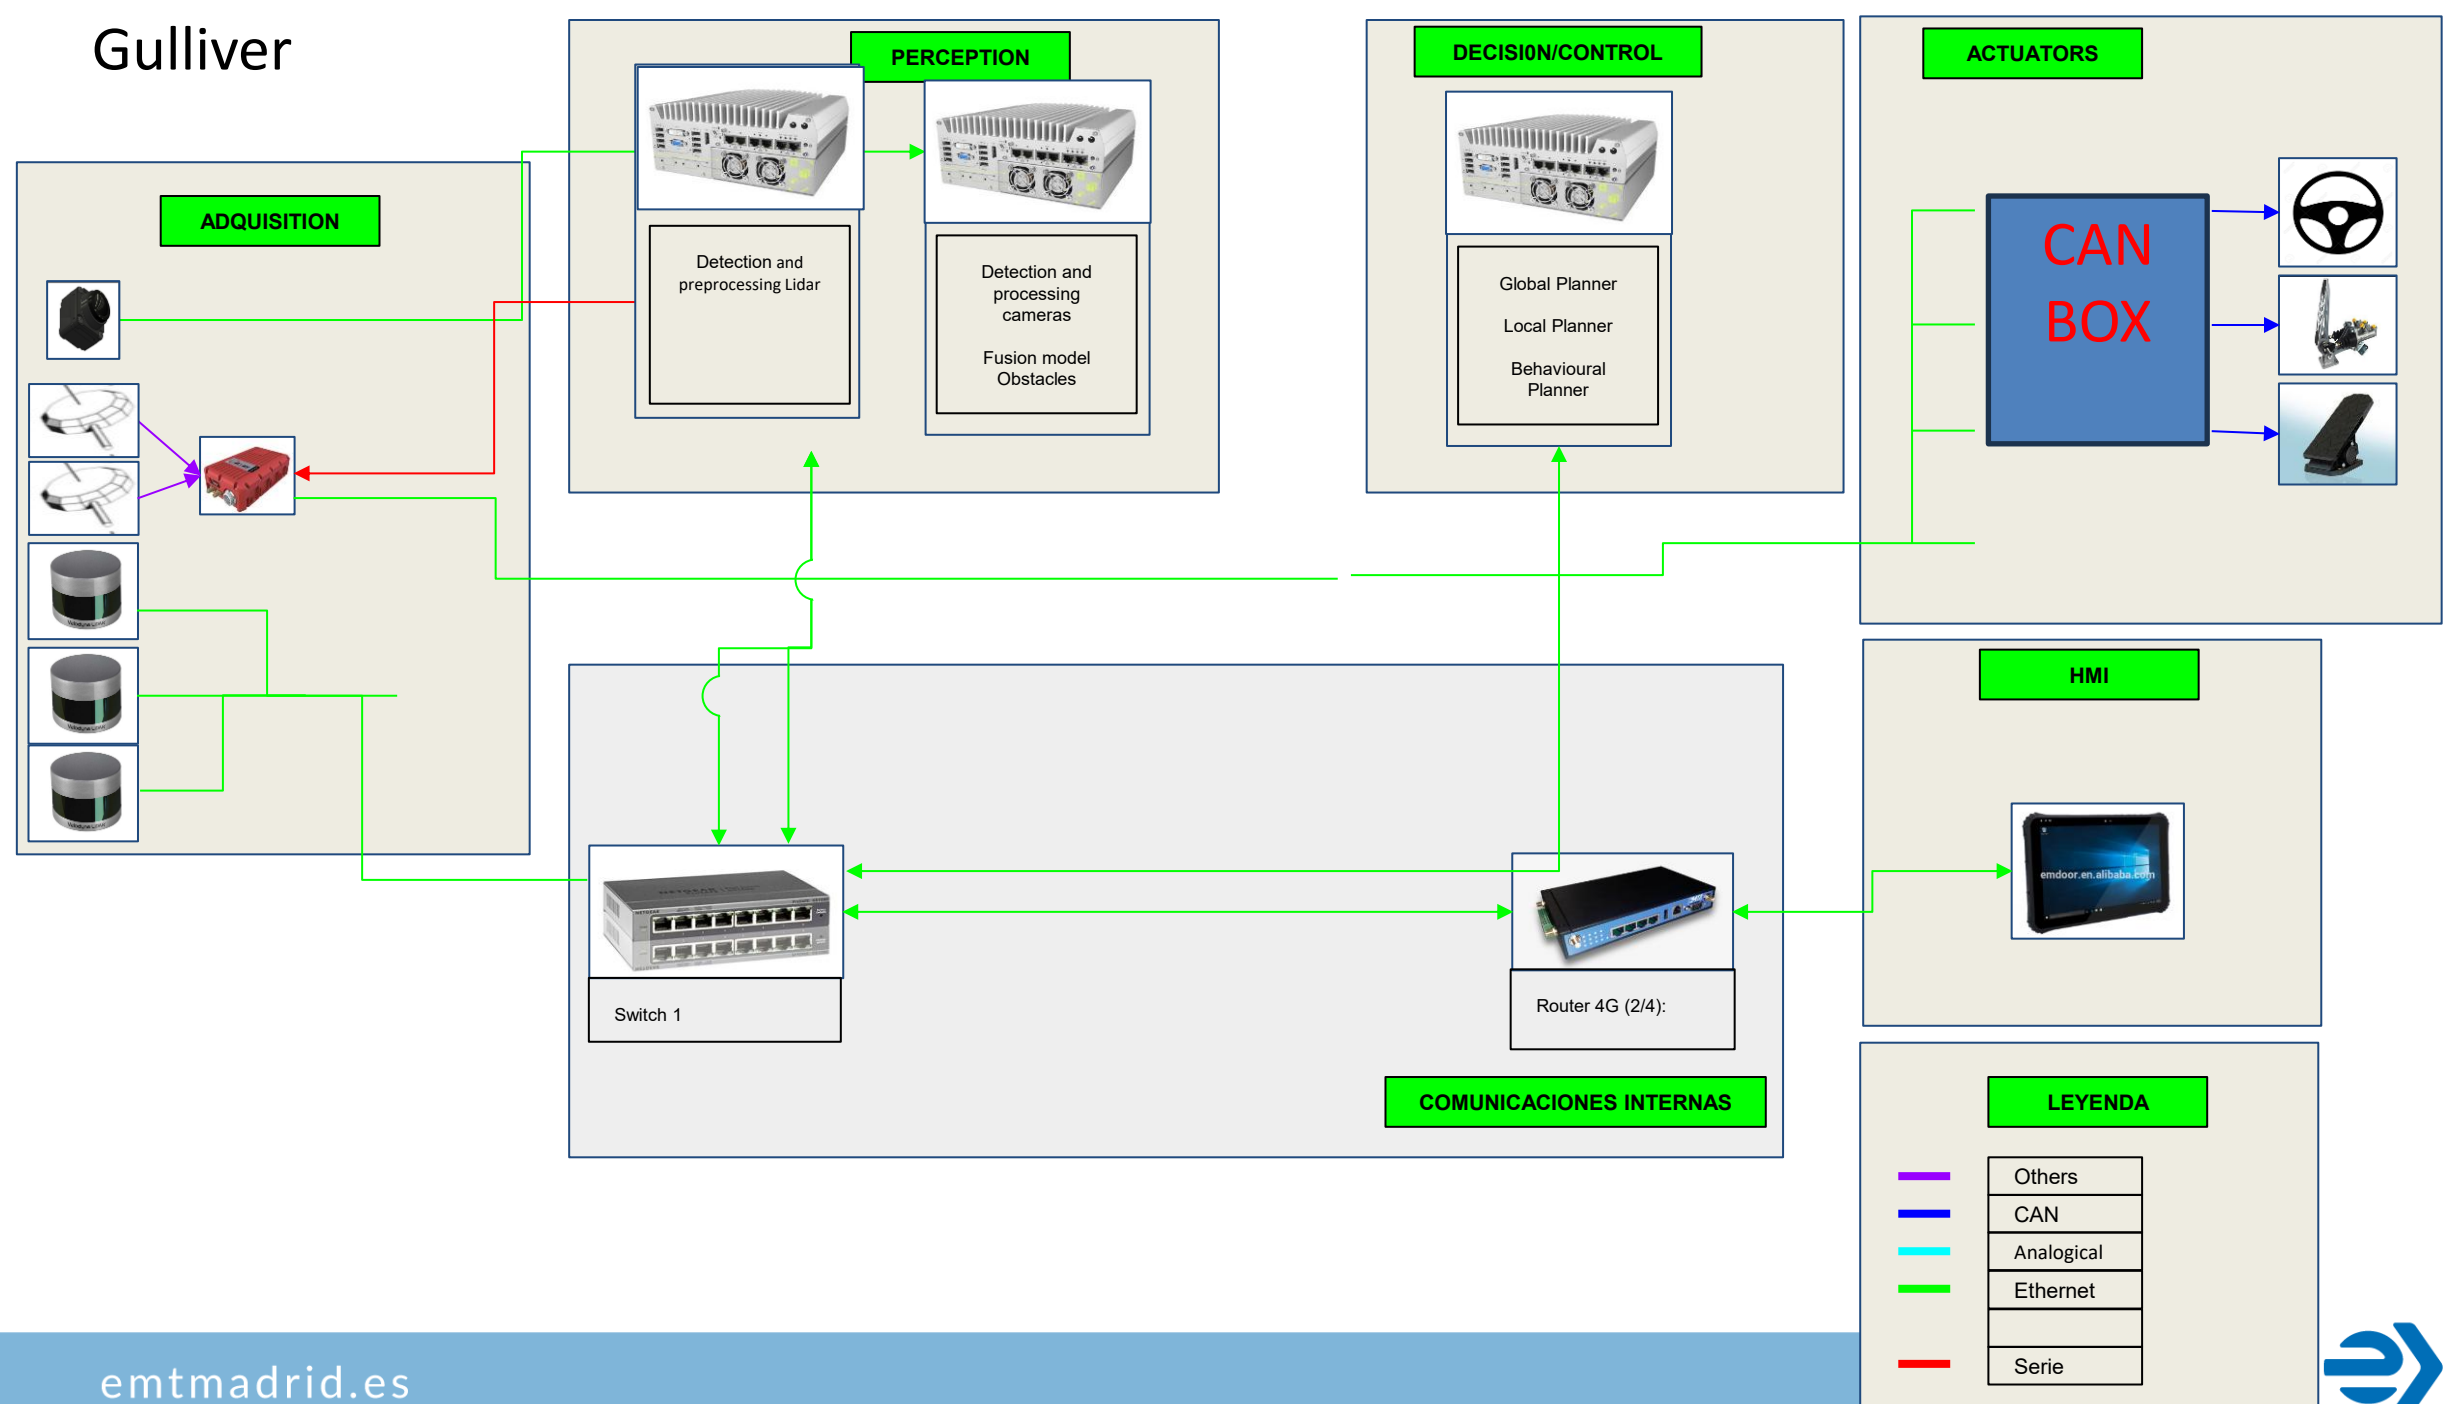 Gulliver
PERCEPTION
DECISI0N/CONTROL
ACTUATORS
ADQUISITION
Detection and
preprocessing Lidar
Detection and
processing
cameras
Fusion model
Obstacles
Global Planner
Local Planner
Behavioural
Planner
CAN
BOX
HMI
emdoor.en.alibaba.com
NETGEAR
Switch 1
Router 4G (2/4):
COMUNICACIONES INTERNAS
LEYENDA
Others
CAN
Analogical
Ethernet
Serie
emtmadrid.es